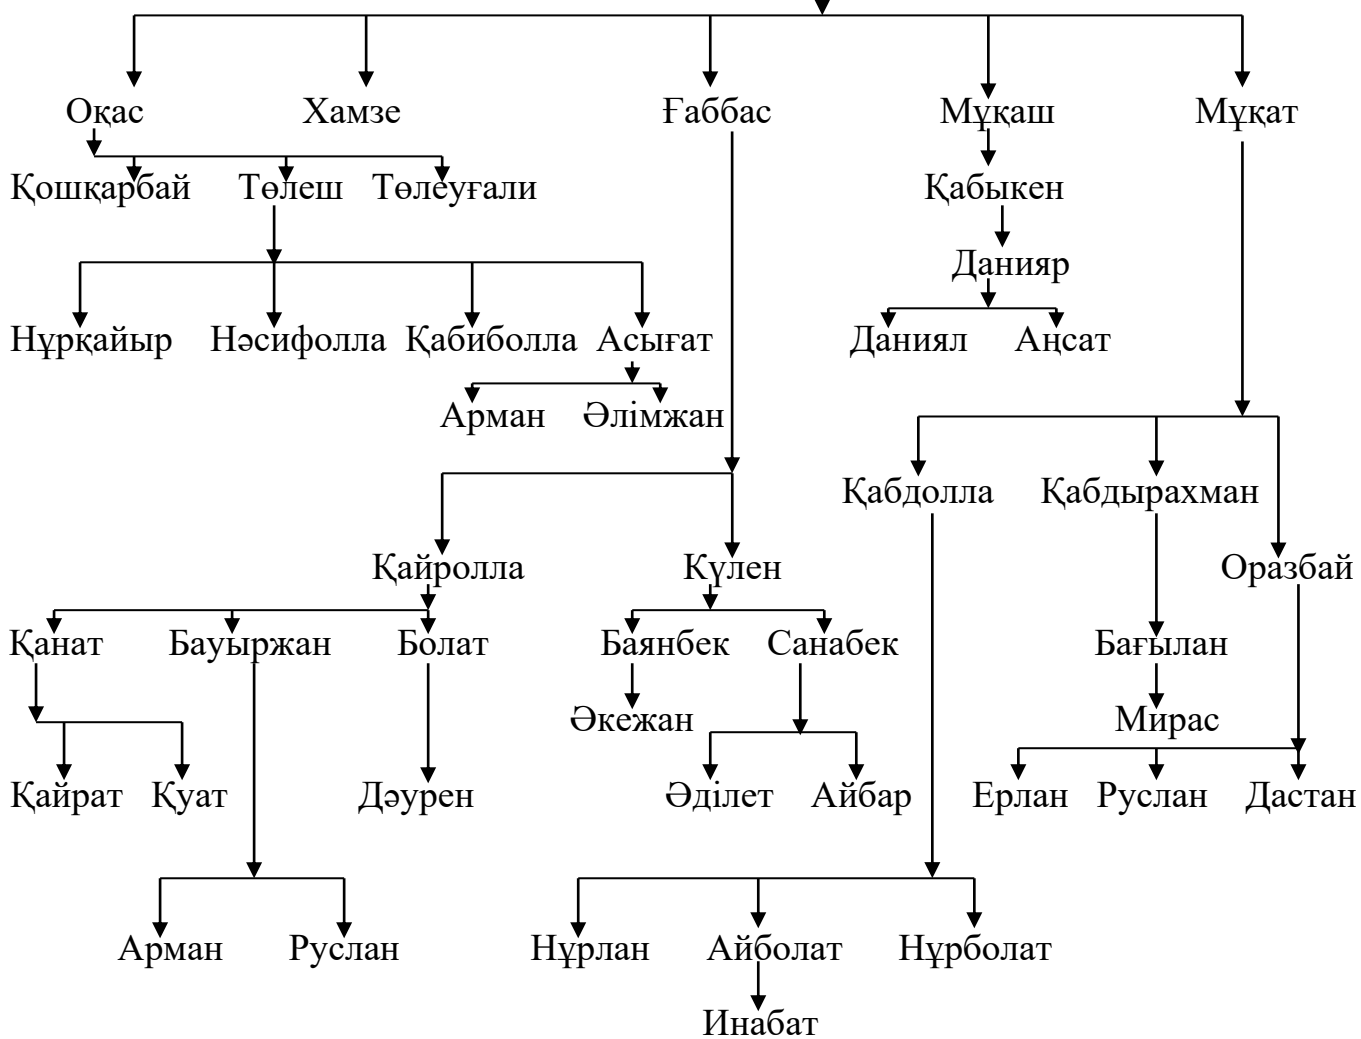 Оқас Хамзе Ғаббас Мұқаш Мұқат
Қошқарбай Төлеш Төлеуғали Қабыкен
Данияр
Нұрқайыр Нәсифолла Қабиболла Асығат Даниял Аңсат
Арман Әлімжан
Қабдолла Қабдырахман
Қайролла Күлен Оразбай
Қанат Бауыржан Болат Баянбек Санабек Бағылан
Әкежан Мирас
Қайрат Қуат Дәурен Әділет Айбар Ерлан Руслан Дастан
Арман Руслан Нұрлан Айболат Нұрболат
Инабат